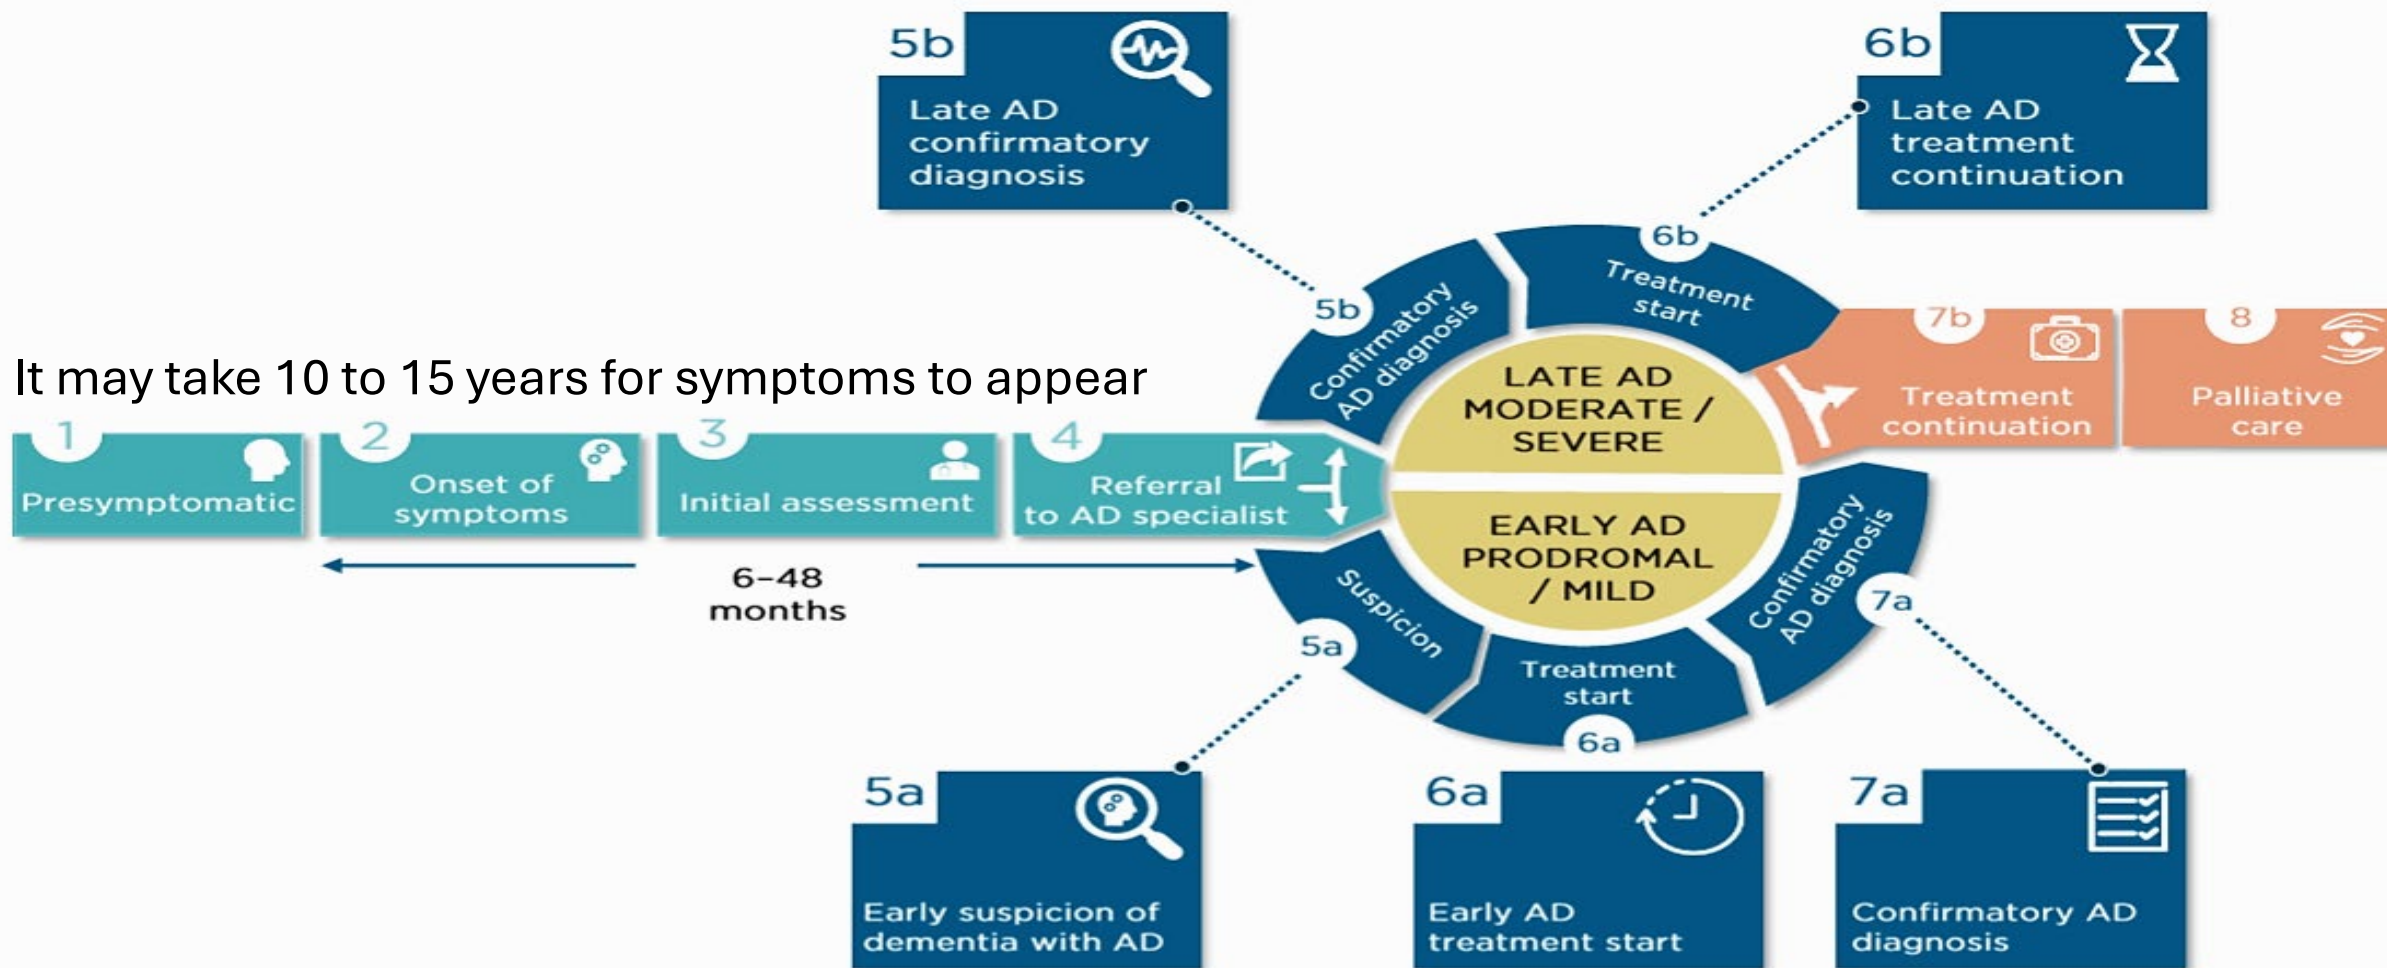 5b
Late AD
confirmatory
diagnosis
6b
Late AD
treatment
continuation
It may take 10 to 15 years for symptoms to appear
1
Presymptomatic
2
Onset of
symptoms
3
Initial assessment
4
Referral
to AD specialist
6–48
months
5b
Confirmatory
AD diagnosis
6b
Treatment
start
LATE AD
MODERATE /
SEVERE
EARLY AD
PRODROMAL
/ MILD
7b
Treatment
continuation
8
Palliative
care
Suspicion
5a
Treatment
start
6a
Confirmatory
AD diagnosis
7a
5a
Early suspicion of
dementia with AD
6a
Early AD
treatment start
7a
Confirmatory AD
diagnosis